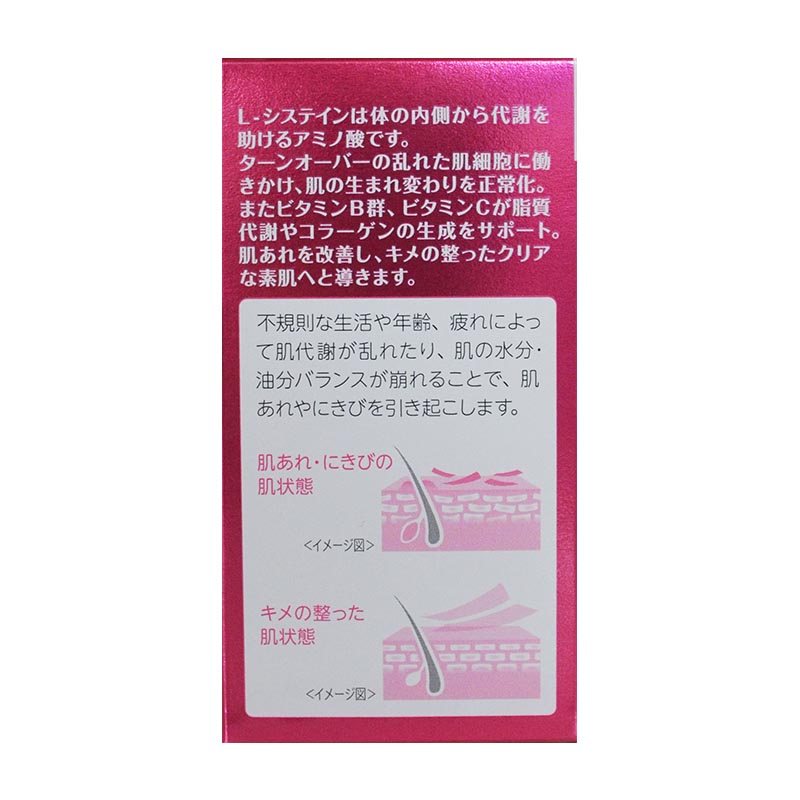 L-システインは体の内側から代謝を
助けるアミノ酸です。
ターンオーバーの乱れた肌細胞に働
きかけ、肌の生まれ変わりを正常化。
またビタミンB群、ビタミンCが脂質
代謝やコラーゲンの生成をサポート。
肌あれを改善し、キメの整ったクリア
な素肌へと導きます。
不規則な生活や年齢、疲れによっ
て肌代謝が乱れたり、肌の水分・
油分バランスが崩れることで、肌
あれやにきびを引き起こします。
肌あれ・にきびの
肌状態
<イメージ図>
キメの整った
肌状態
<イメージ図>